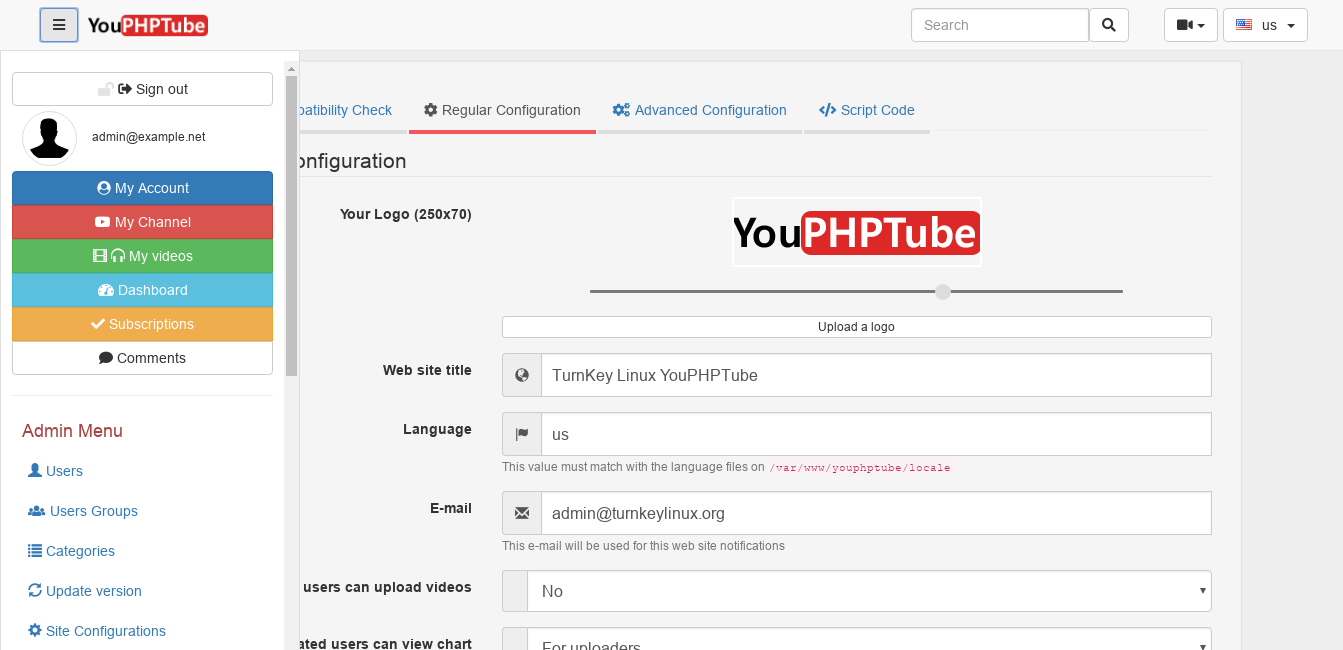 YouPHPTube
Search
us
Sign out
admin@example.net
My Account
My Channel
My videos
Dashboard
Subscriptions
Comments
Admin Menu
Users
Users Groups
Categories
Update version
Site Configurations
patibility Check
Regular Configuration
Advanced Configuration
Script Code
onfiguration
Your Logo (250x70)
YouPHPTube
Upload a logo
Web site title
TurnKey Linux YouPHPTube
Language
us
This value must match with the language files on /var/www/youphptube/locale
E-mail
admin@turnkeylinux.org
This e-mail will be used for this web site notifications
users can upload videos
No
ated users can view chart
For uploaders